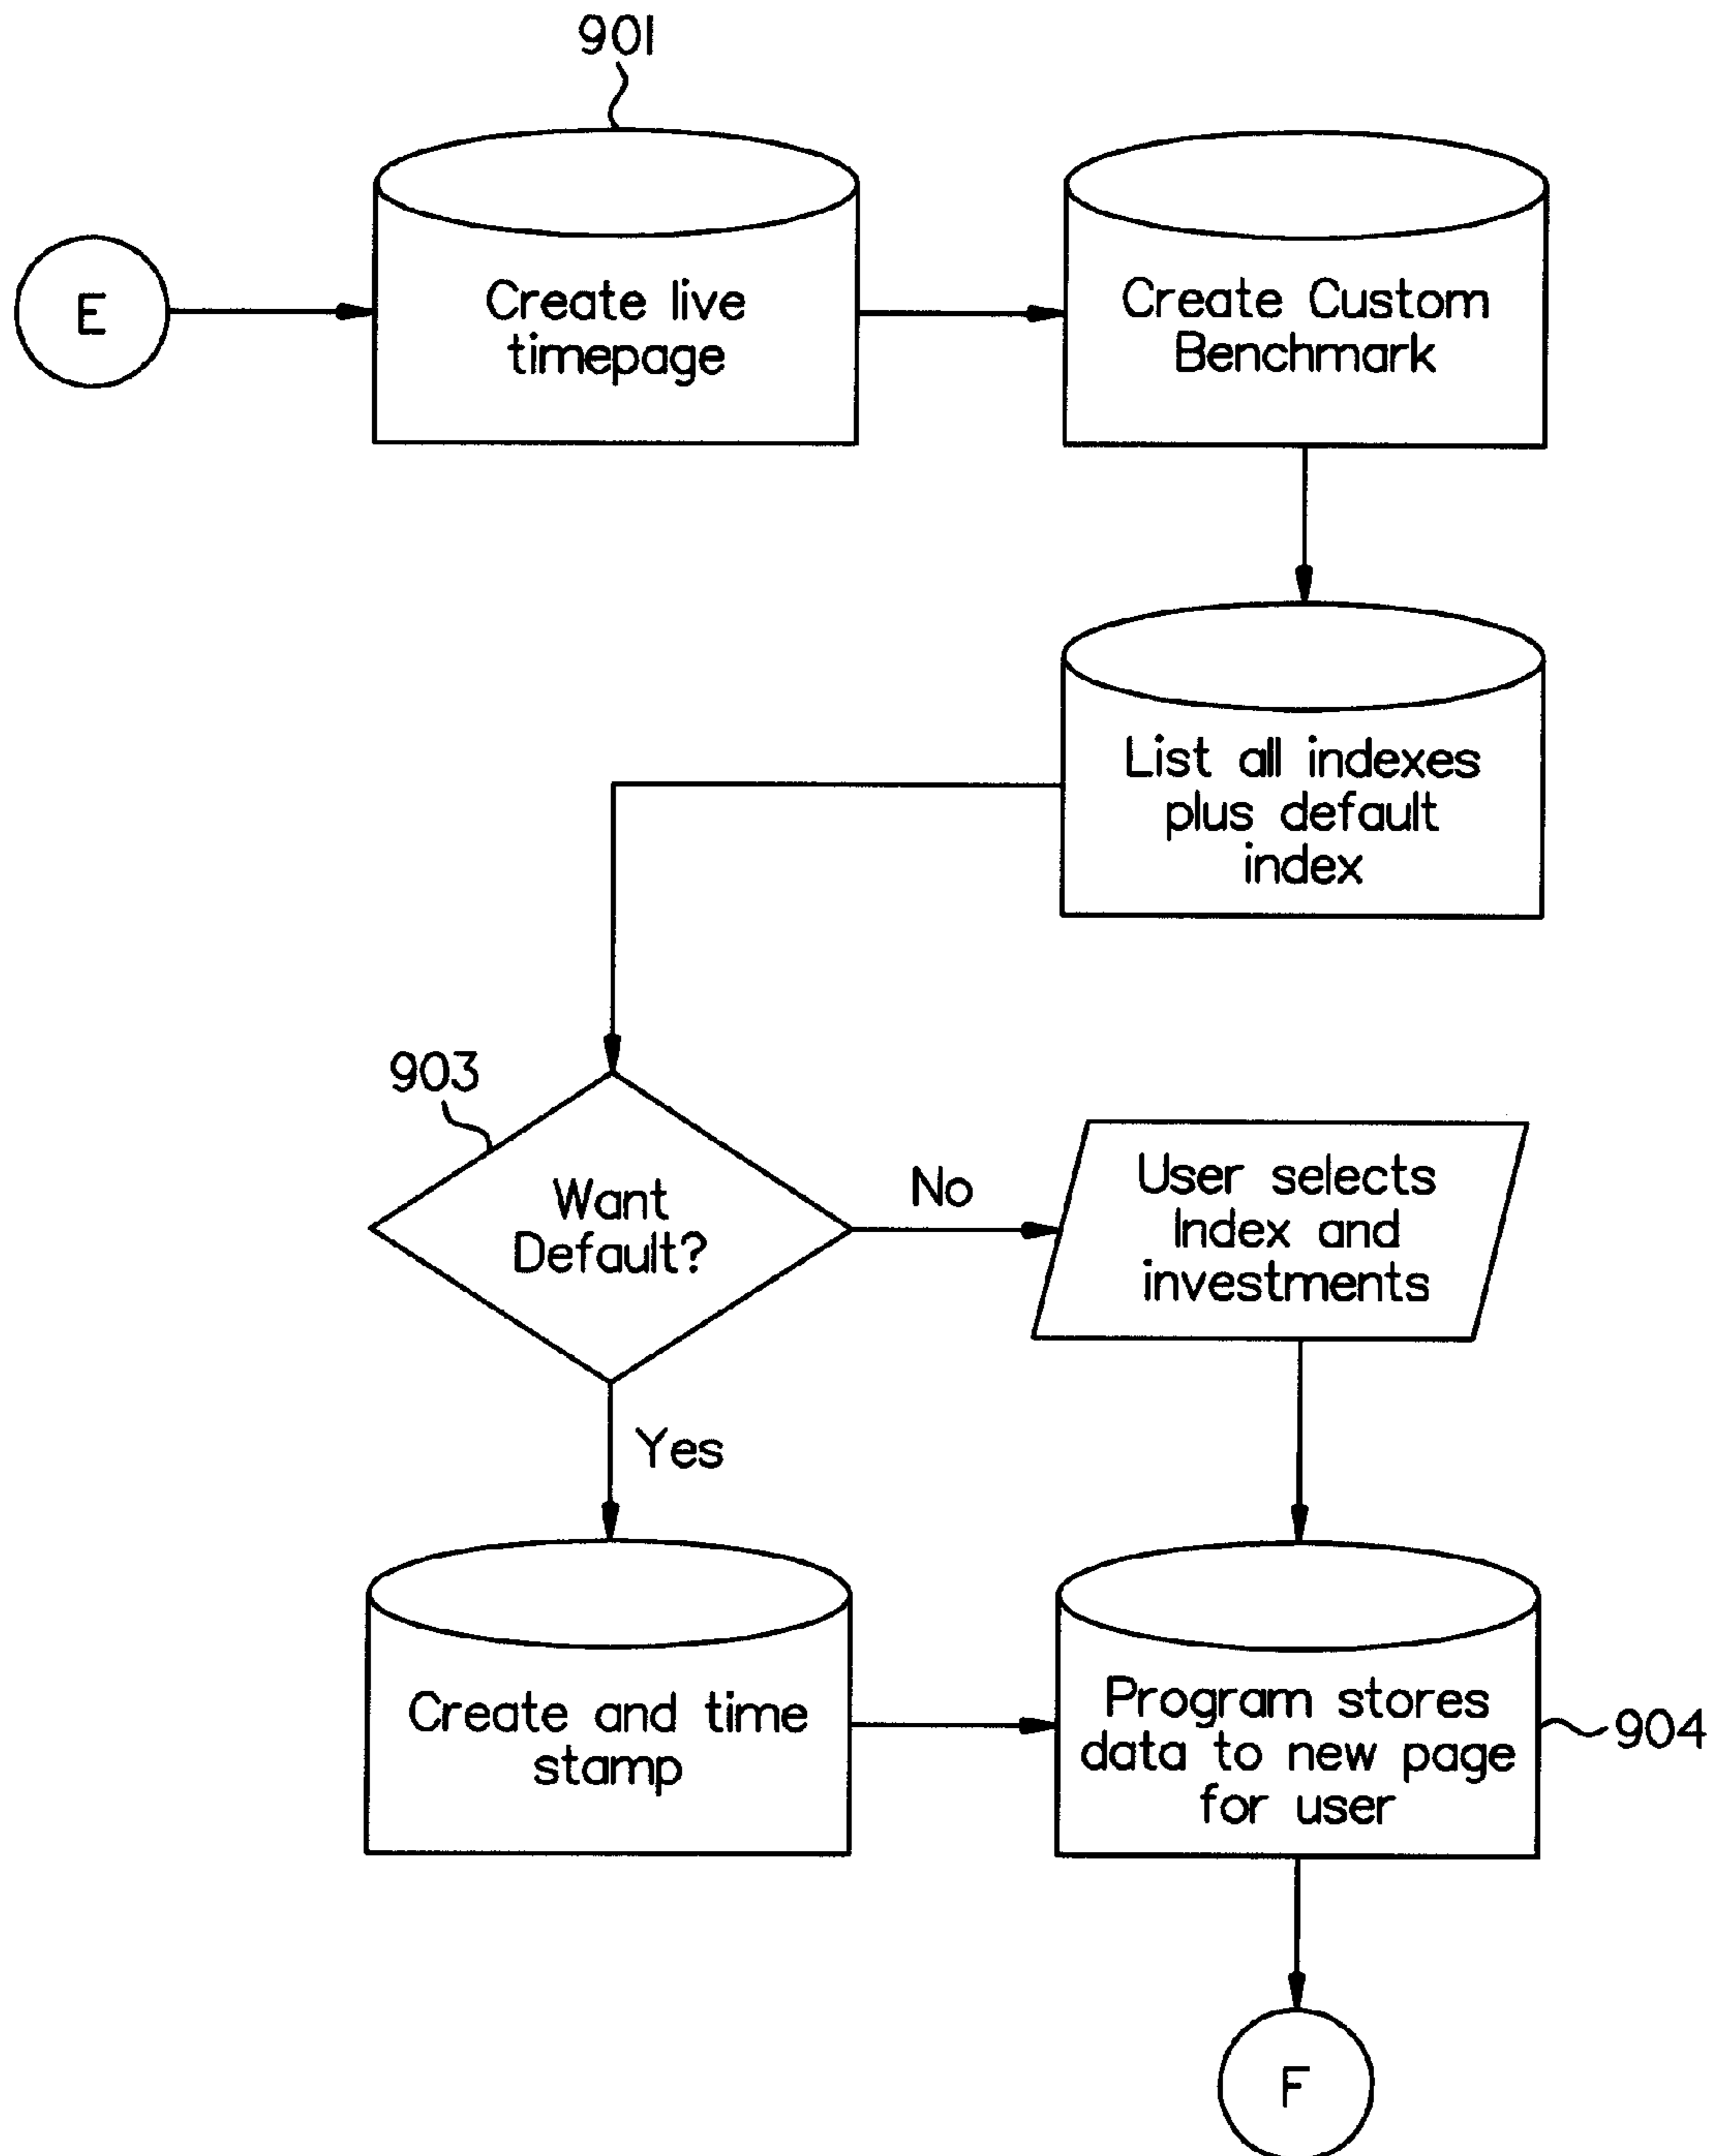 901
E
Create live
timepage
Create Custom
Benchmark
List all indexes
plus default
index
903
Want
Default?
No
User selects
Index and
investments
Yes
Create and time
stamp
Program stores
data to new page
for user
904
F